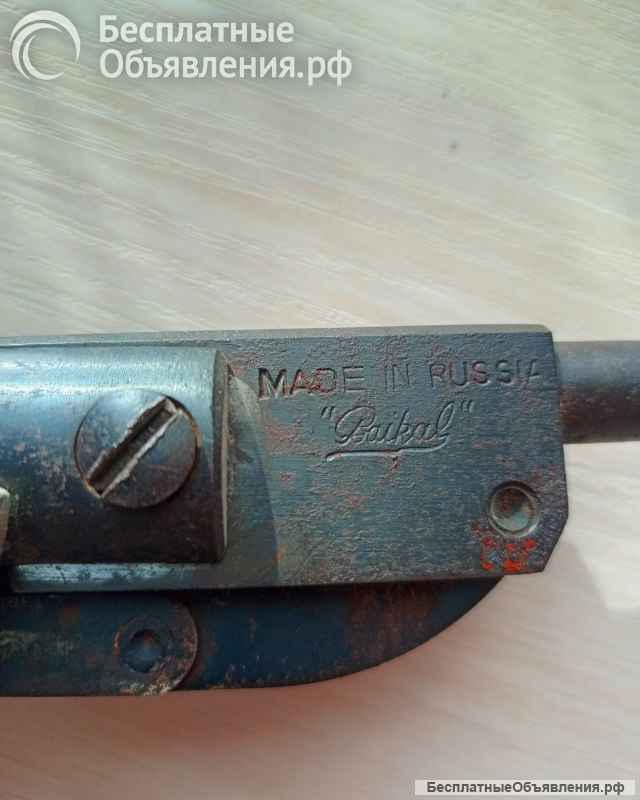 Бесплатные
Объявления.рф
MADE IN RUSSIA
"Baikal"
БесплатныеОбъявления.рф